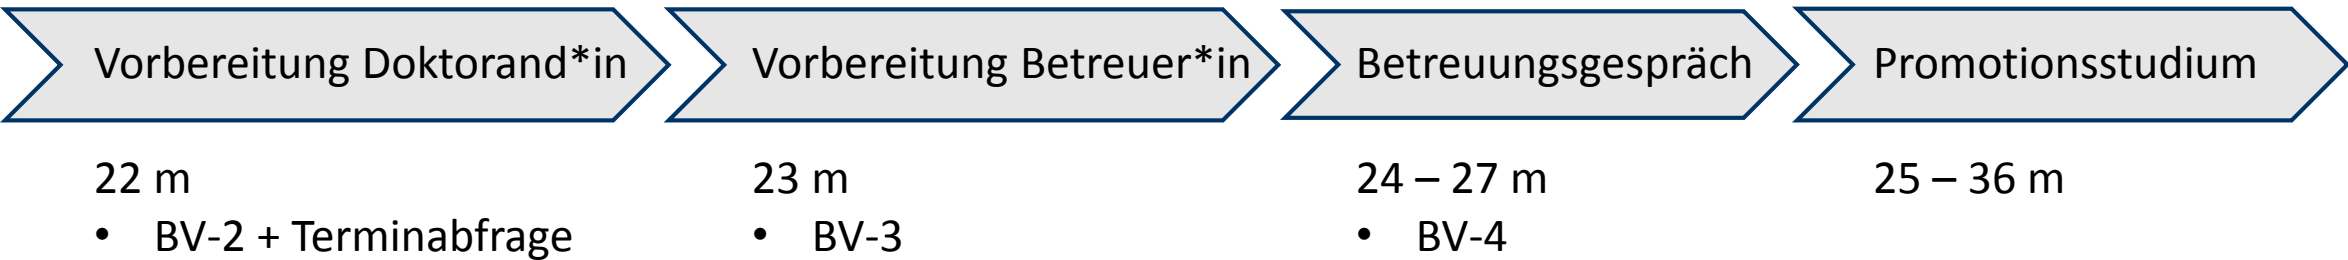 Vorbereitung Doktorand*in
Vorbereitung Betreuer*in
Betreuungsgespräch
Promotionsstudium
22 m
• BV-2 + Terminabfrage
23 m
• BV-3
24 – 27 m
• BV-4
25 – 36 m